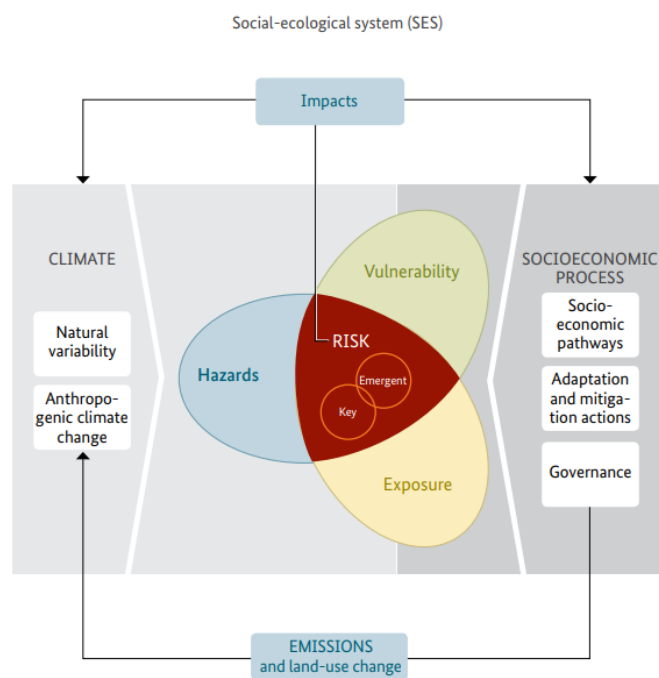 Social-ecological system (SES)
Impacts
CLIMATE
Natural
variability
Anthropo-
genic climate
change
Hazards
Vulnerability
RISK
Emergent
Key
Exposure
SOCIOECONOMIC
PROCESS
Socio-
economic
pathways
Adaptation
and mitiga-
tion actions
Governance
EMISSIONS
and land-use change